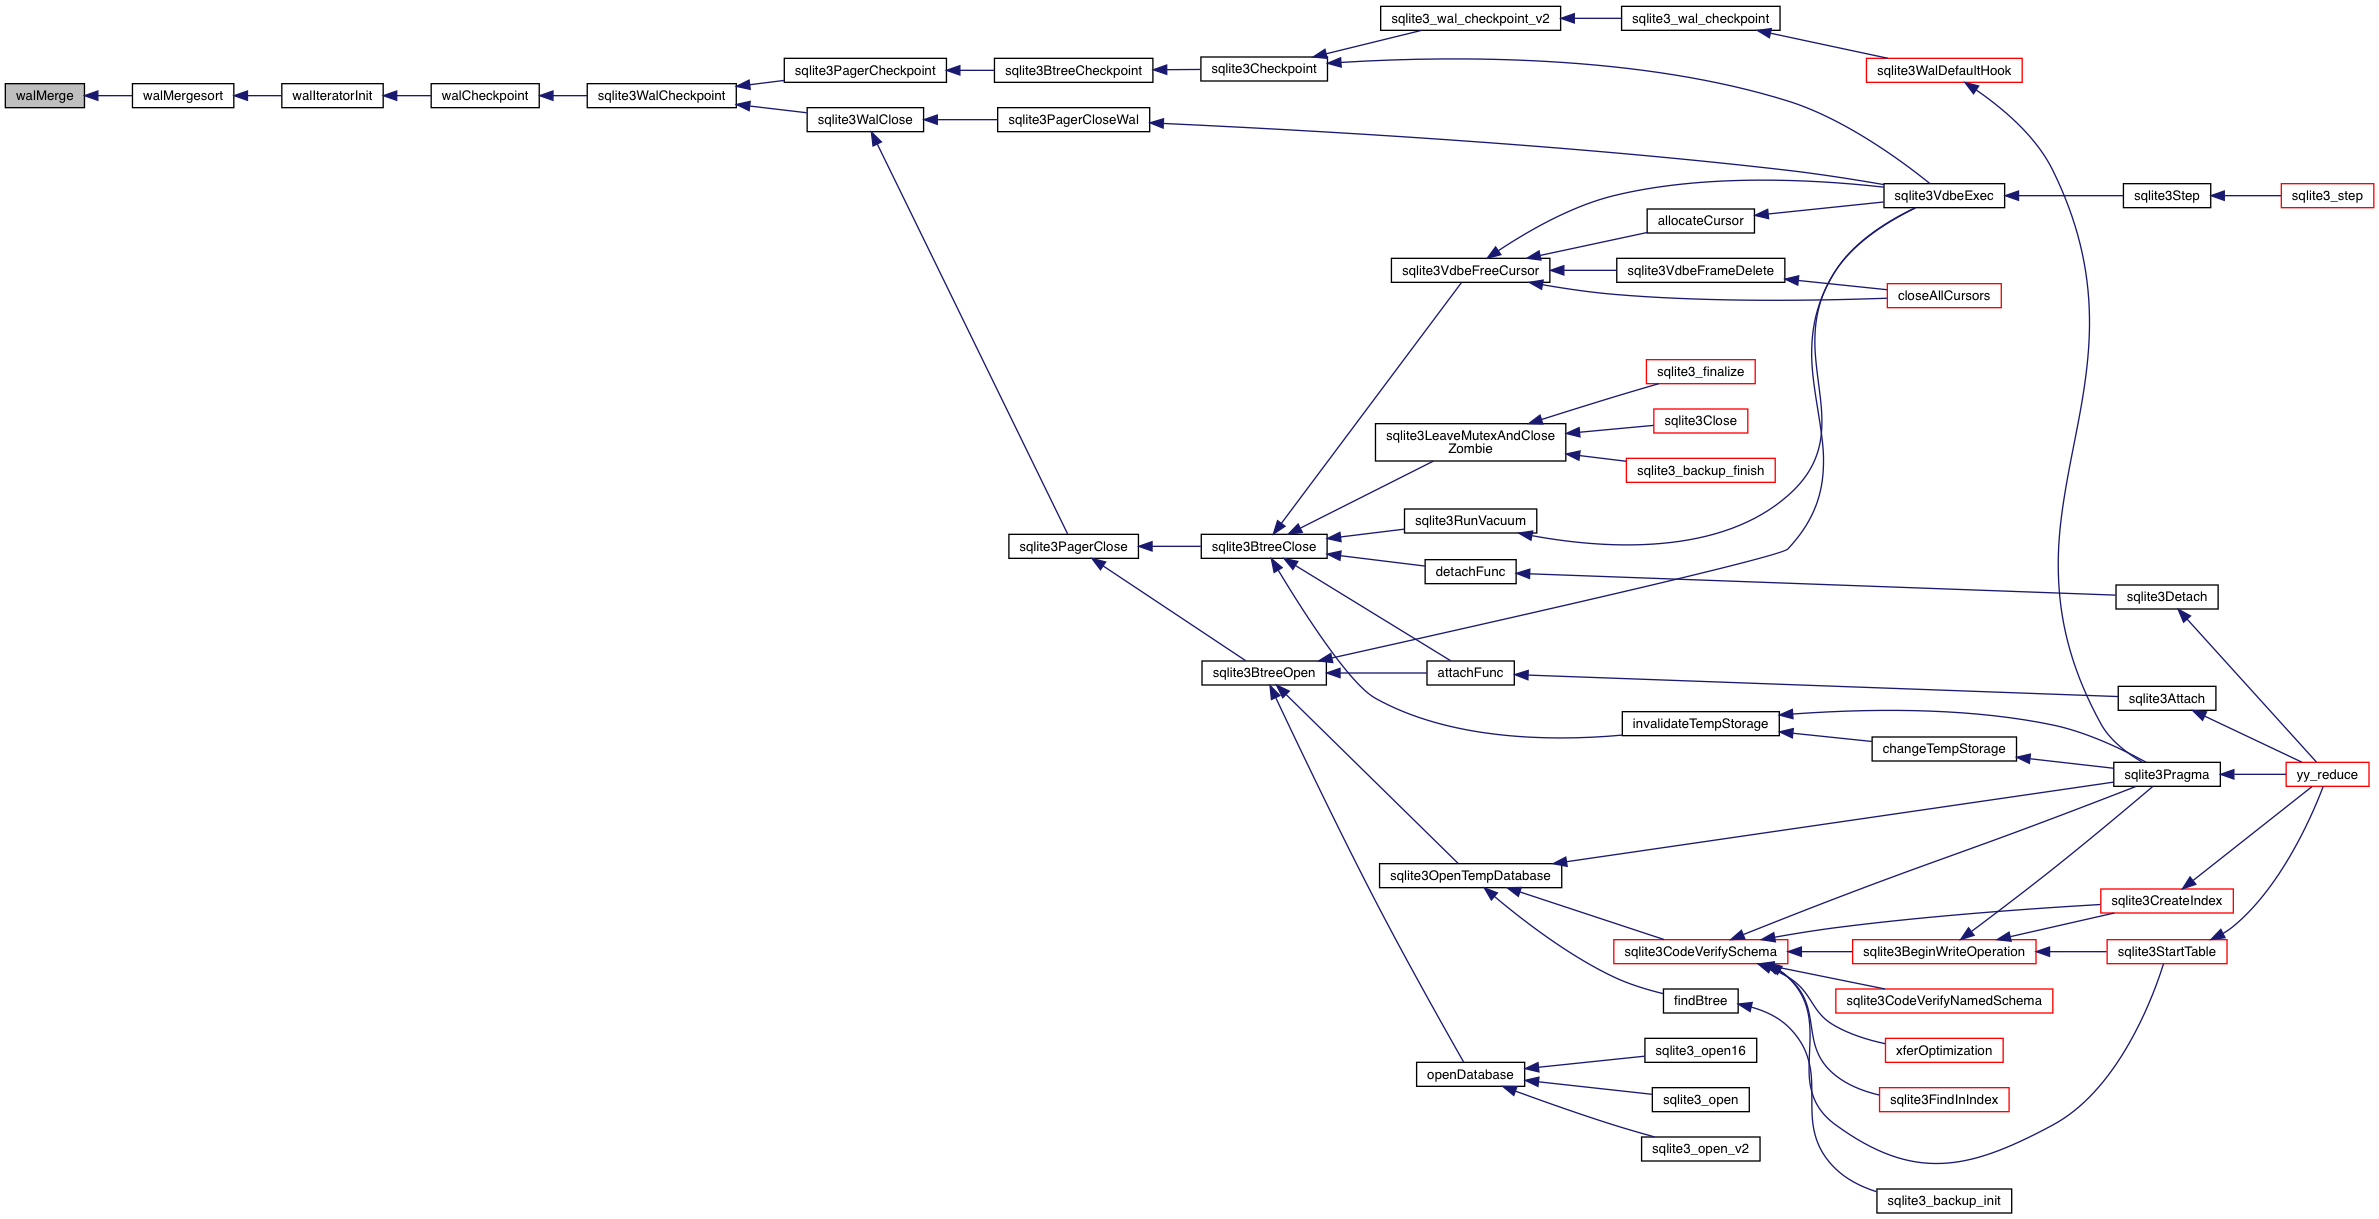 sqlite3_wal_checkpoint_v2
sqlite3_wal_checkpoint
sqlite3PagerCheckpoint
sqlite3BtreeCheckpoint
sqlite3Checkpoint
sqlite3WalDefaultHook
walMerge
walMergesort
walIteratorInit
walCheckpoint
sqlite3WalCheckpoint
sqlite3WalClose
sqlite3PagerCloseWal
sqlite3VdbeExec
sqlite3Step
sqlite3_step
allocateCursor
sqlite3VdbeFreeCursor
sqlite3VdbeFrameDelete
closeAllCursors
sqlite3_finalize
sqlite3Close
sqlite3LeaveMutexAndClose
Zombie
sqlite3_backup_finish
sqlite3RunVacuum
sqlite3PagerClose
sqlite3BtreeClose
detachFunc
sqlite3Detach
sqlite3BtreeOpen
attachFunc
sqlite3Attach
invalidateTempStorage
changeTempStorage
sqlite3Pragma
yy_reduce
sqlite3OpenTempDatabase
sqlite3CreateIndex
sqlite3CodeVerifySchema
sqlite3BeginWriteOperation
sqlite3StartTable
findBtree
sqlite3CodeVerifyNamedSchema
sqlite3_open16
xferOptimization
openDatabase
sqlite3_open
sqlite3FindInIndex
sqlite3_open_v2
sqlite3_backup_init